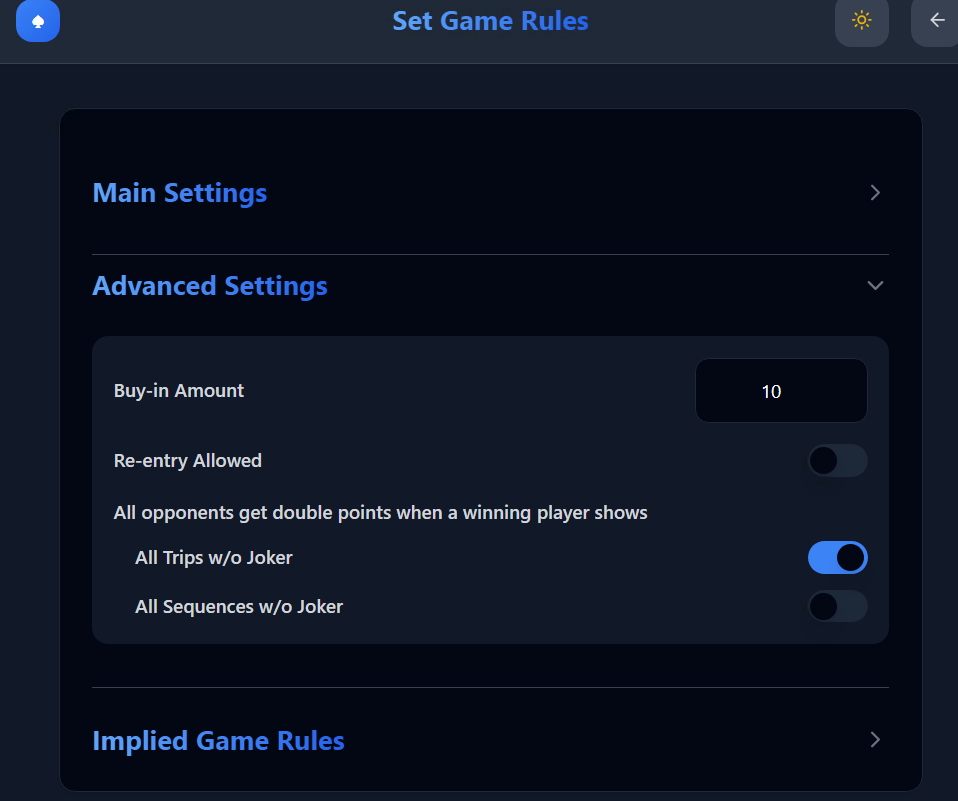 Set Game Rules
Main Settings
Advanced Settings
Buy-in Amount
10
Re-entry Allowed
All opponents get double points when a winning player shows
All Trips w/o Joker
All Sequences w/o Joker
Implied Game Rules